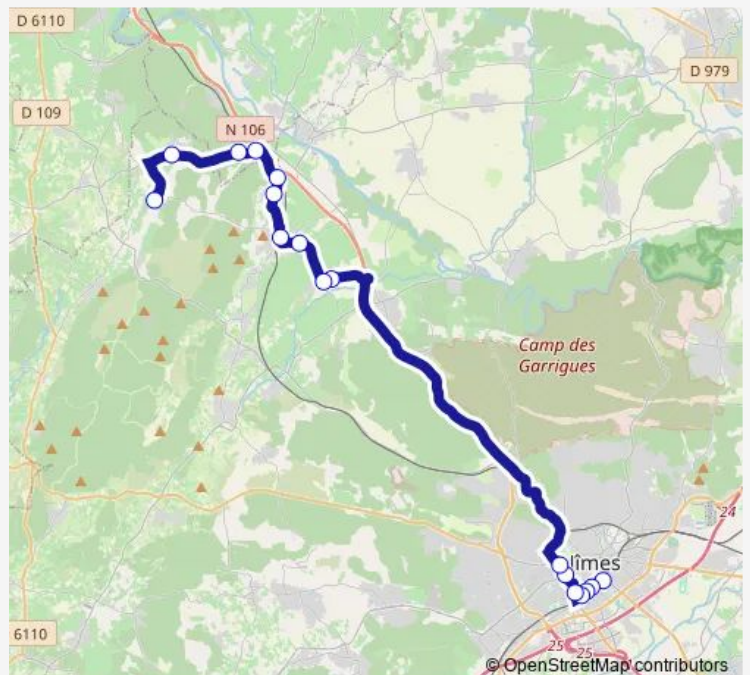 D 6110
D 979
D 109
N 106
Camp des
Garrigues
24
îmes
6110
25
25
© OpenStreetMap contributors